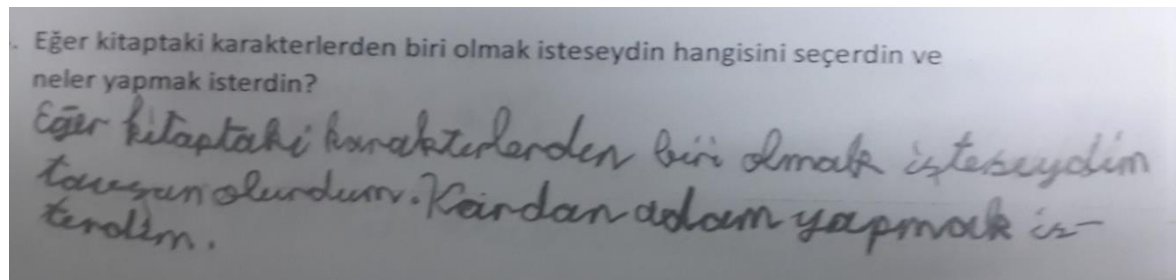 . Eğer kitaptaki karakterlerden biri olmak isteseydin hangisini seçerdin ve
neler yapmak isterdin?
Eğer kitaptaki karakterlerden biri olmak isteseydim
tavşan olurdum. Kardan adam yapmak is-
terdim.